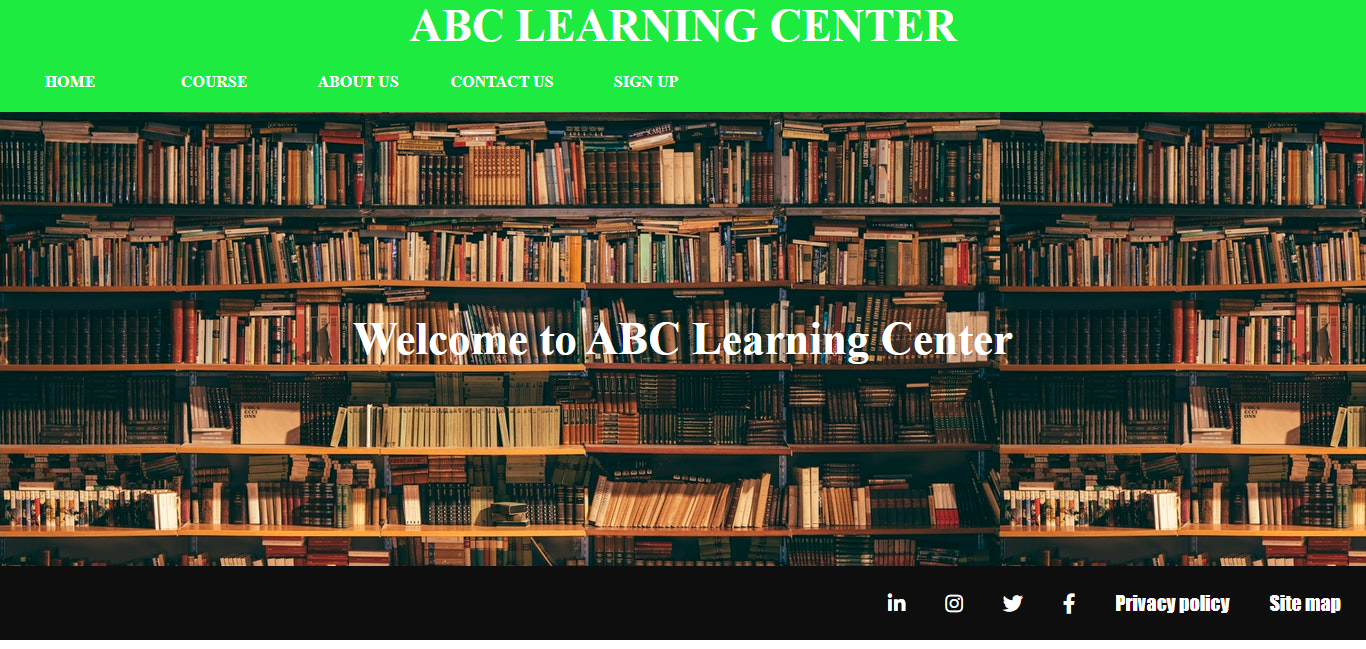 ABC LEARNING CENTER
HOME COURSE ABOUT US CONTACT US SIGN UP
Welcome to ABC Learning Center
Privacy policy Site map